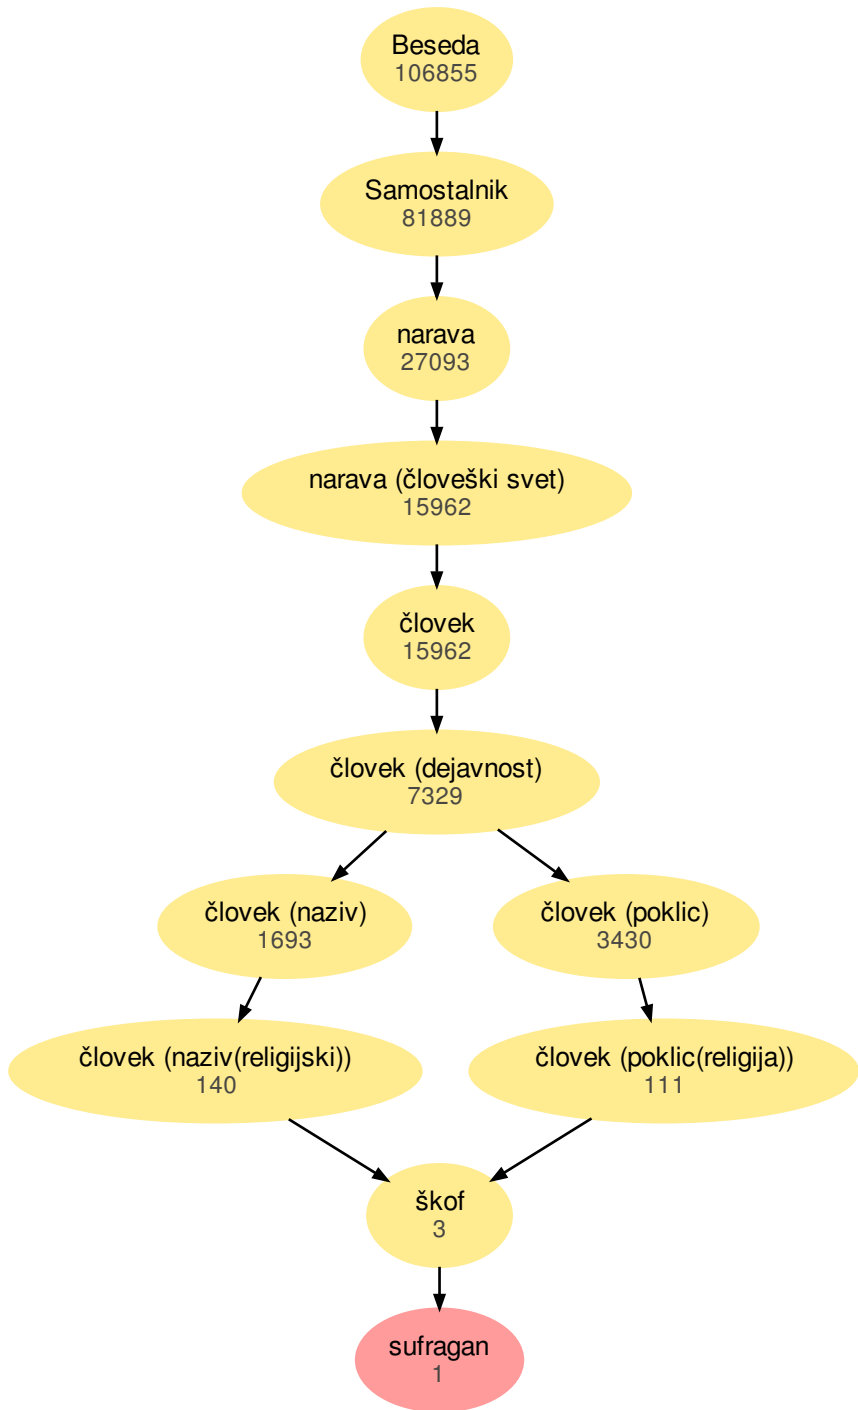 Beseda
106855
Samostalnik
81889
narava
27093
narava (človeški svet)
15962
človek
15962
človek (dejavnost)
7329
človek (naziv)
1693
človek (poklic)
3430
človek (naziv(religijski))
140
človek (poklic(religija))
111
škof
3
sufragan
1